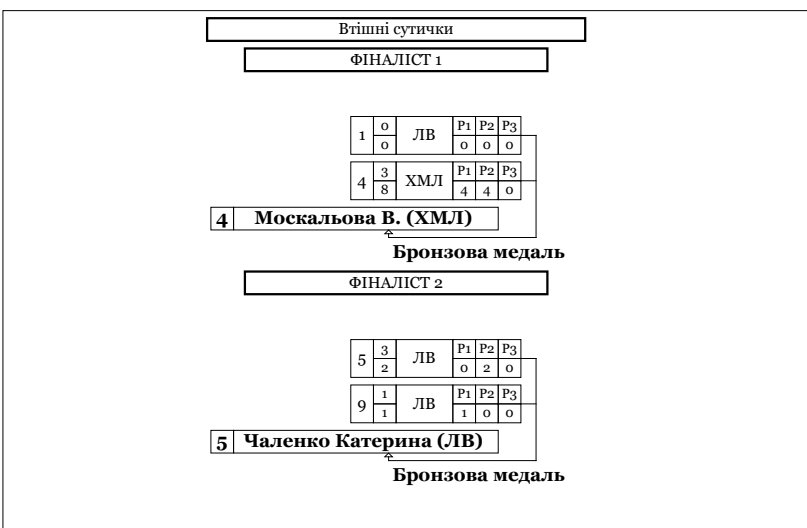 Втішні сутички
ФІНАЛІСТ 1
1 0 ЛВ P1 P2 P3
0 0 0 0
4 3 ХМЛ P1 P2 P3
8 4 4 0
4 Москальова В. (ХМЛ)
Бронзова медаль
ФІНАЛІСТ 2
5 3 ЛВ P1 P2 P3
2 0 2 0
9 1 ЛВ P1 P2 P3
1 1 0 0
5 Чаленко Катерина (ЛВ)
Бронзова медаль